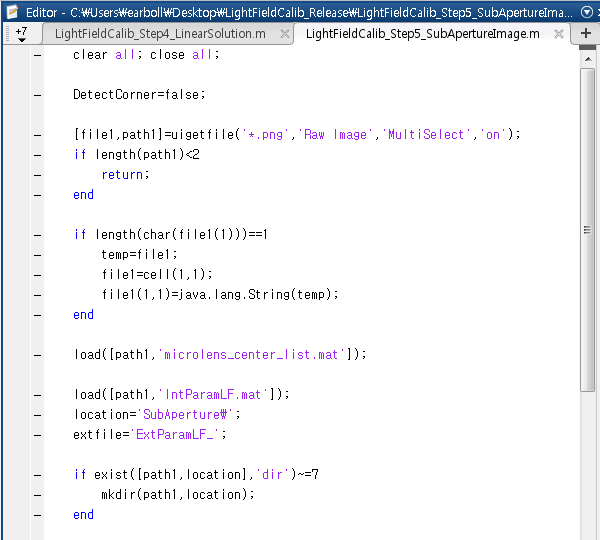 Editor - C:₩Users₩earboll₩Desktop₩LightFieldCalib_Release₩LightFieldCalib_Step5_SubApertureIma...
+7 LightFieldCalib_Step4_LinearSolution.m LightFieldCalib_Step5_SubApertureImage.m
clear all; close all;
DetectCorner=false;
[file1,path1]=uigetfile('*.png','Raw Image','MultiSelect','on');
if length(path1)<2
return;
end
if length(char(file1(1)))==1
temp=file1;
file1=cell(1,1);
file1(1,1)=java.lang.String(temp);
end
load([path1,'microlens_center_list.mat']);
load([path1,'IntParamLF.mat']);
location='SubAperture₩';
extfile='ExtParamLF_';
if exist([path1,location],'dir')~=7
mkdir(path1,location);
end